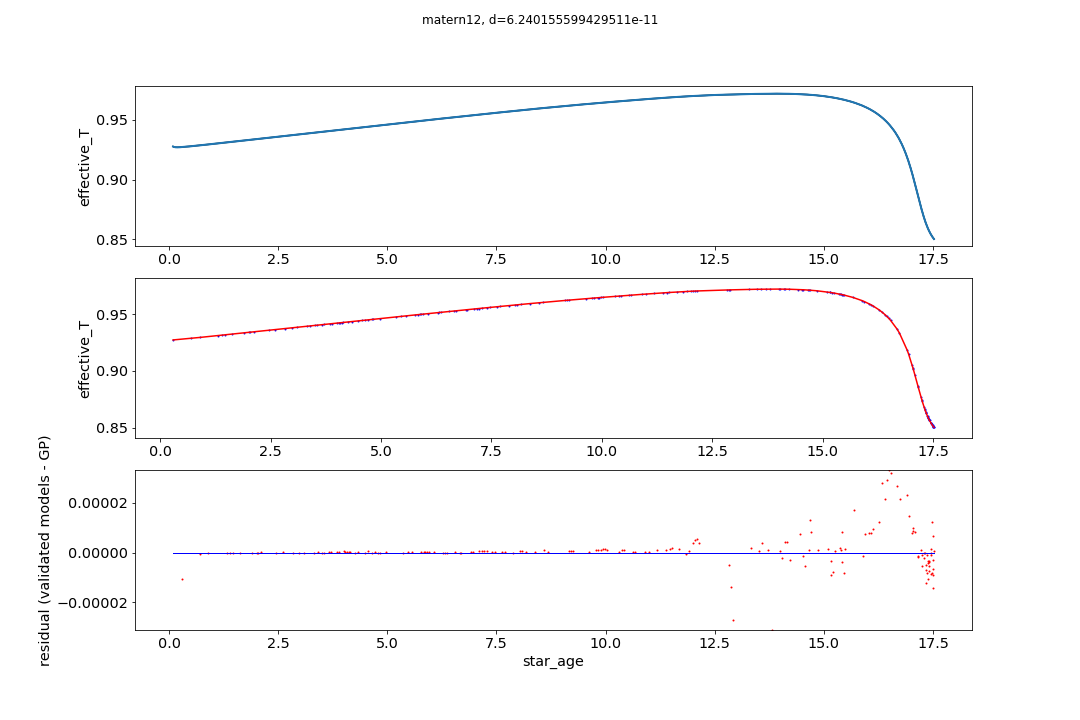 matern12, d=6.240155599429511e-11
effective_T
0.95
0.90
0.85
0.0 2.5 5.0 7.5 10.0 12.5 15.0 17.5
effective_T
0.95
0.90
0.85
0.0 2.5 5.0 7.5 10.0 12.5 15.0 17.5
residual (validated models - GP)
0.00002
0.00000
−0.00002
0.0 2.5 5.0 7.5 10.0 12.5 15.0 17.5
star_age